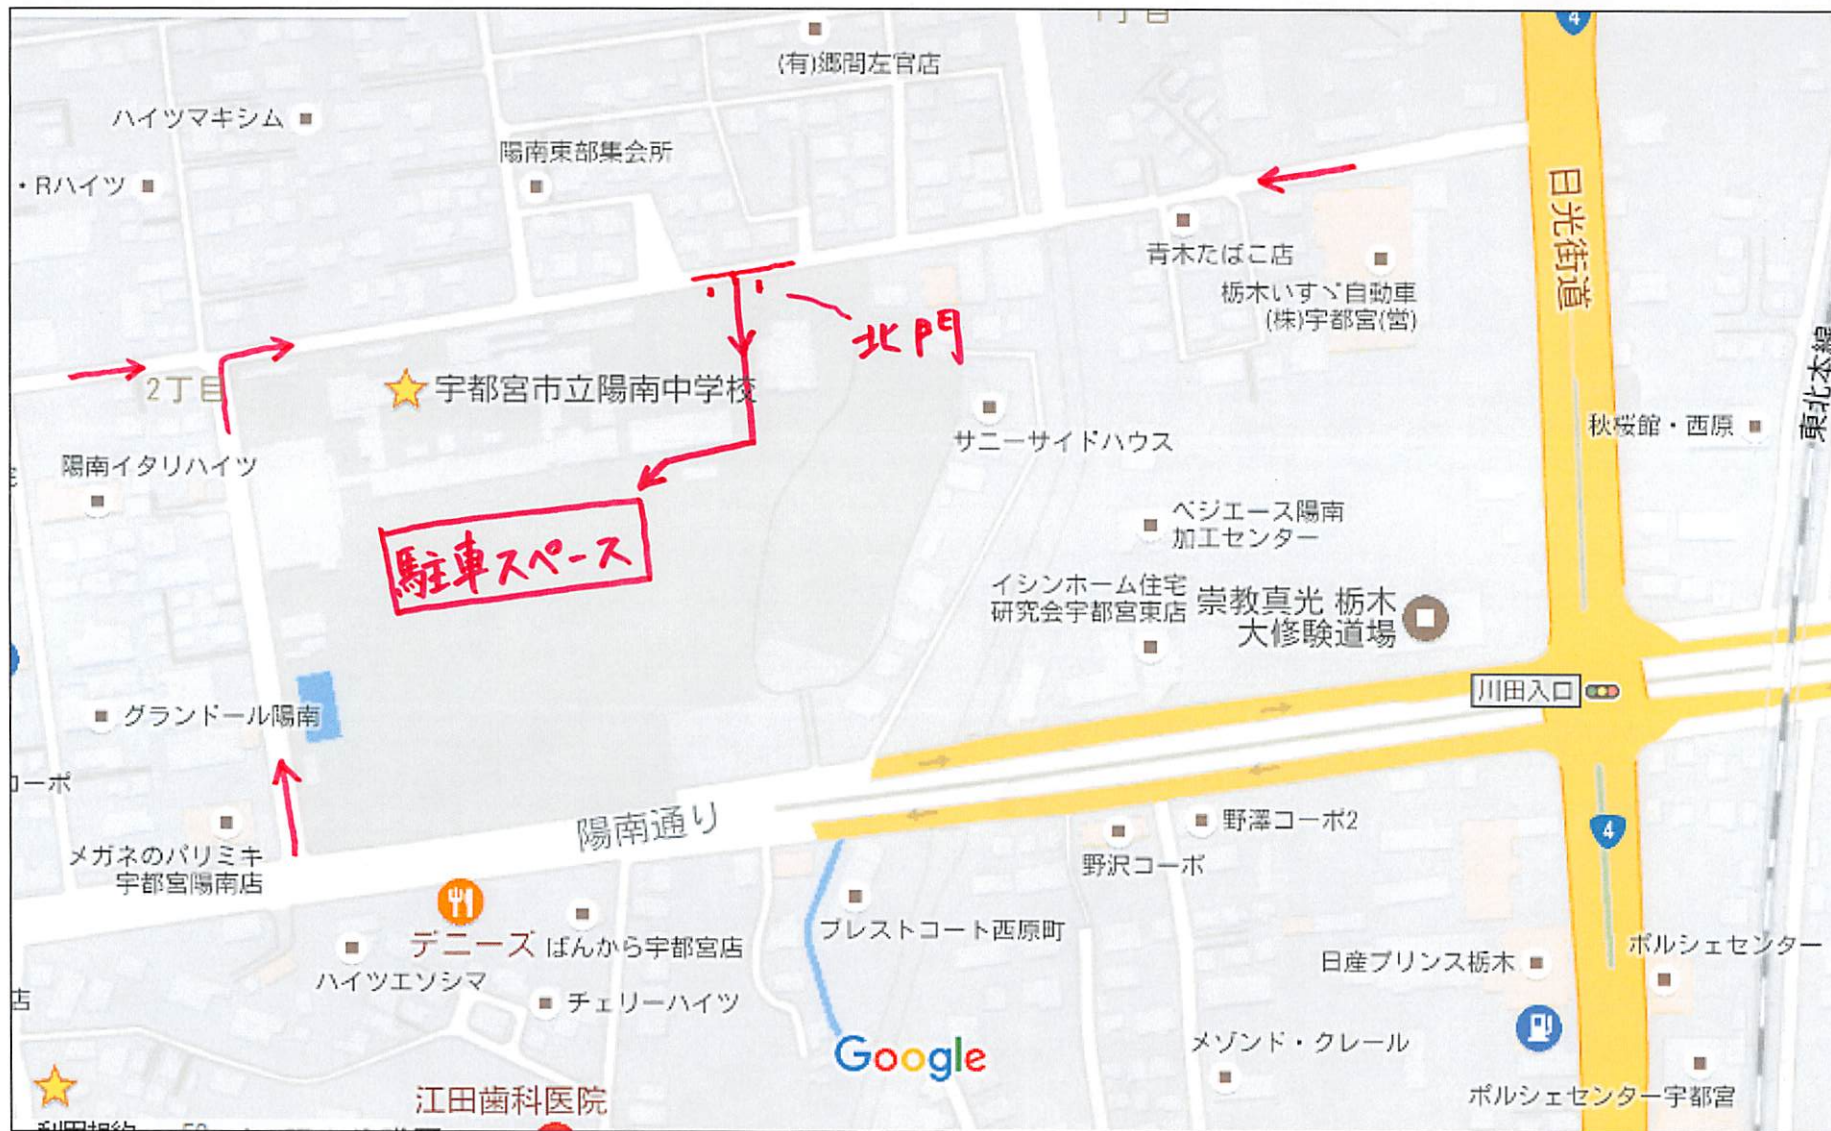 4
(有)郷間左官店
ハイツマキシム
陽南東部集会所
・Rハイツ
日光街道
青木たばこ店
栃木いすゞ自動車
(株)宇都宮(営)
北門
2丁目
宇都宮市立陽南中学校
東北本線
秋桜館・西原
サニーサイドハウス
陽南イタリハイツ
駐車スペース
ベジエース陽南
加工センター
イシンホーム住宅
研究会宇都宮東店
崇教真光 栃木
大修験道場
川田入口
グランドール陽南
コーポ
陽南通り
野澤コーポ2
4
メガネのパリミキ
宇都宮陽南店
野沢コーポ
デニーズ
ばんから宇都宮店
ブレストコート西原町
ポルシェセンター
日産プリンス栃木
ハイツエソシマ
店
チェリーハイツ
Google
メゾンド・クレール
ポルシェセンター宇都宮
江田歯科医院